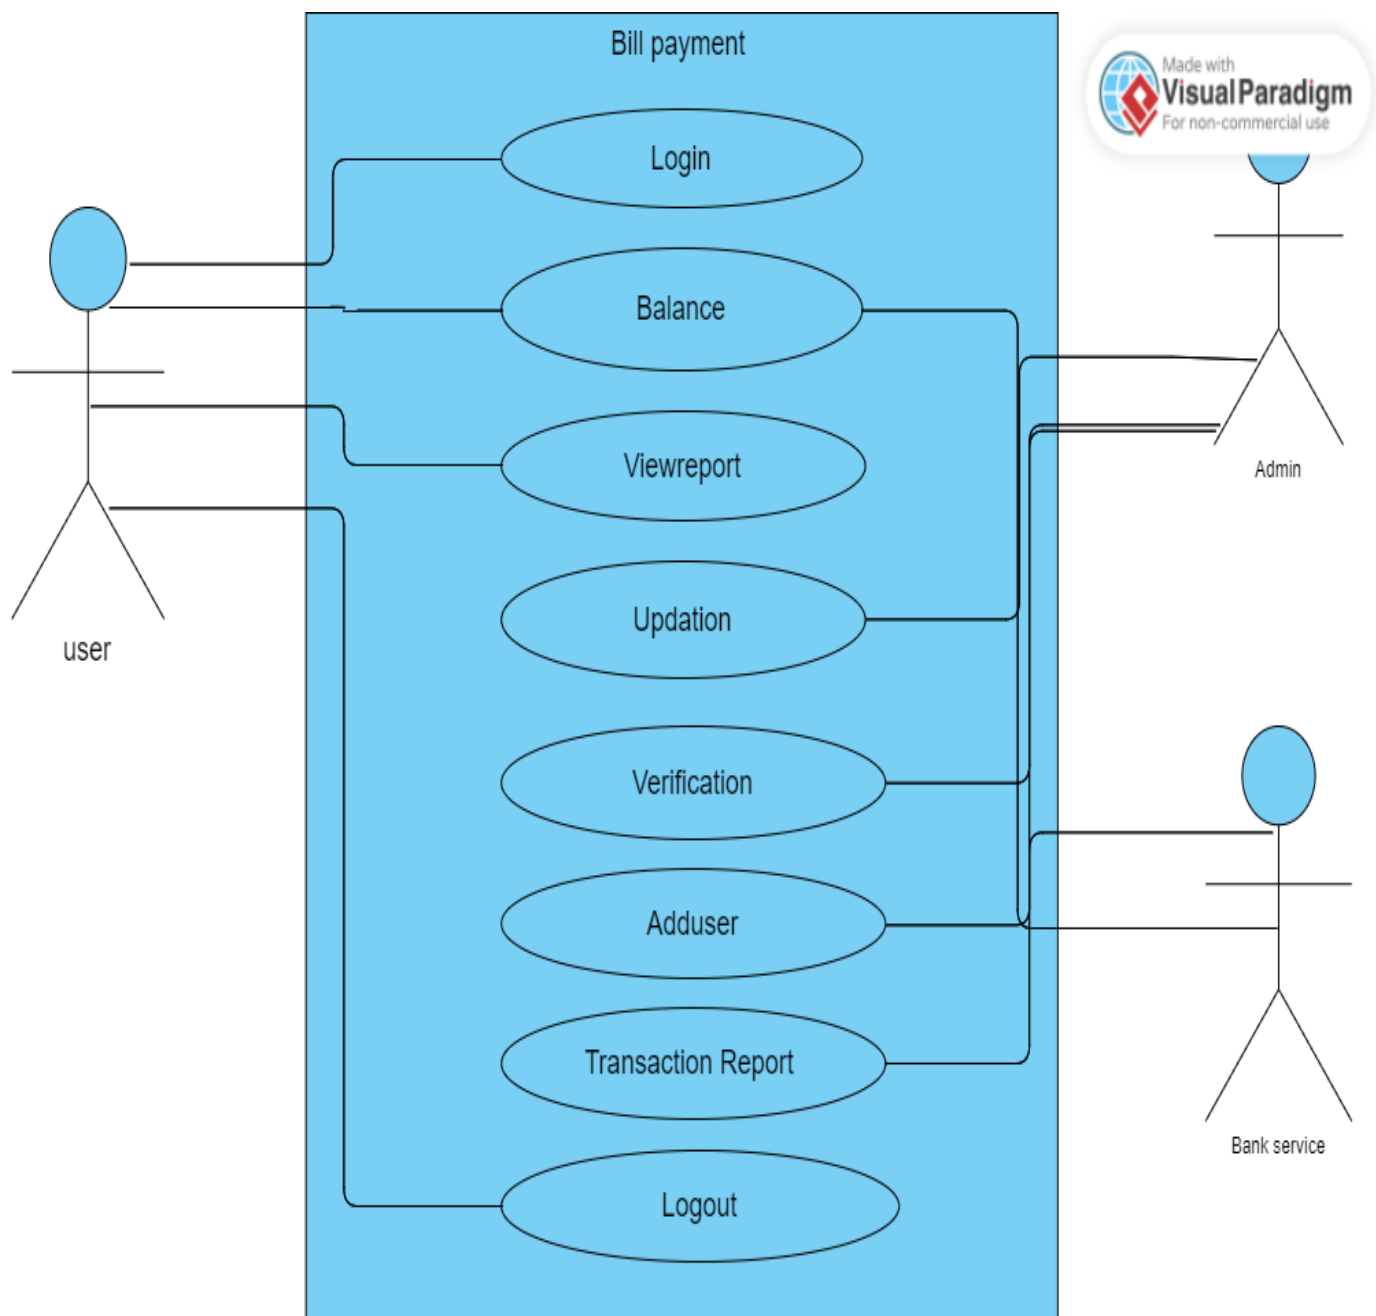 Bill payment
Made with
Visual Paradigm
For non-commercial use
Login
Balance
Viewreport
Admin
Updation
user
Verification
Adduser
Transaction Report
Bank service
Logout